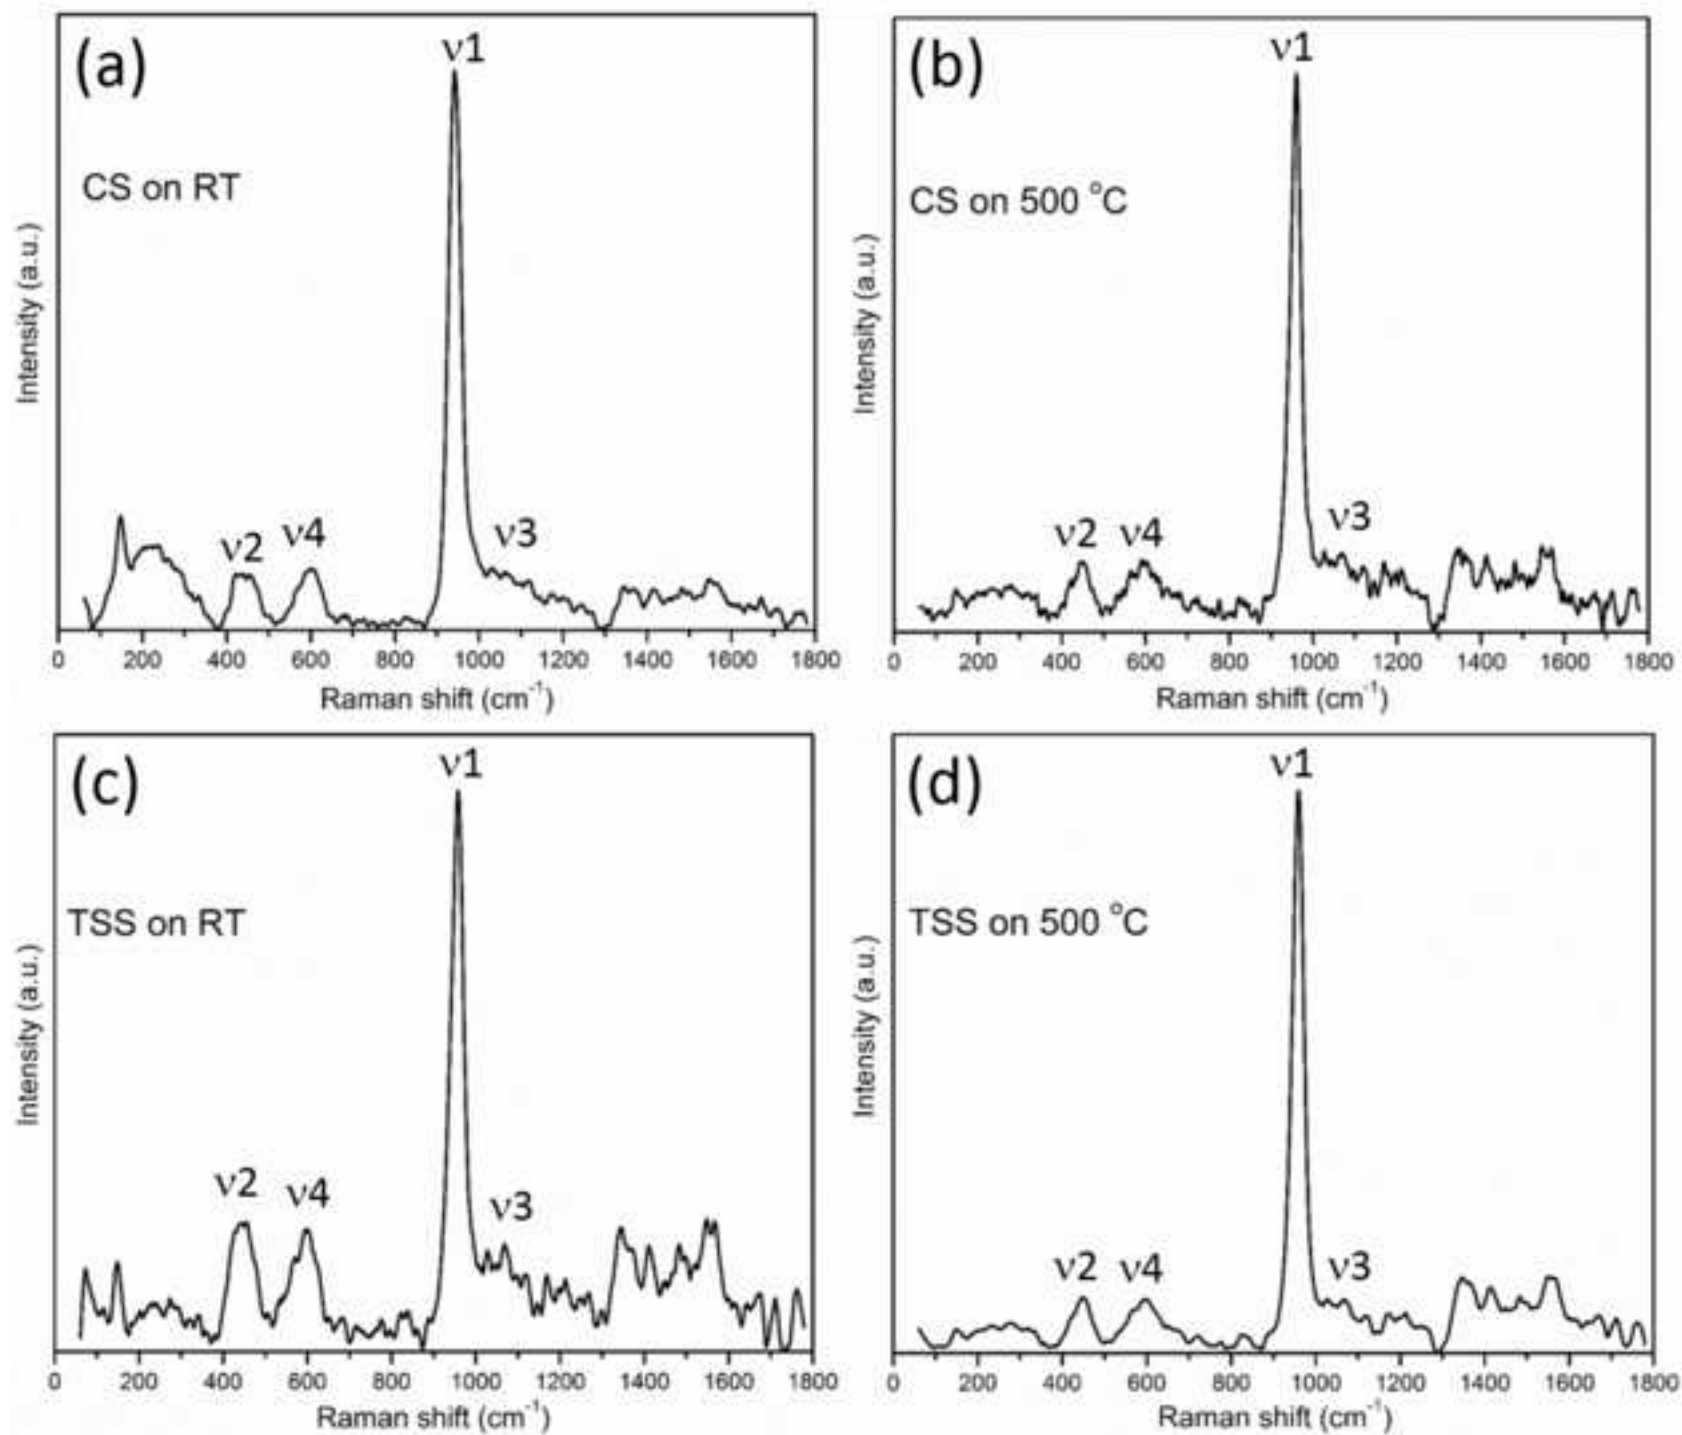 (a)
ν1
CS on RT
ν2
ν4
ν3
Intensity (a.u.)
0 200 400 600 800 1000 1200 1400 1600 1800
Raman shift (cm⁻¹)
(b)
ν1
CS on 500 °C
ν2
ν4
ν3
Intensity (a.u.)
0 200 400 600 800 1000 1200 1400 1600 1800
Raman shift (cm⁻¹)
(c)
ν1
TSS on RT
ν2
ν4
ν3
Intensity (a.u.)
0 200 400 600 800 1000 1200 1400 1600 1800
Raman shift (cm⁻¹)
(d)
ν1
TSS on 500 °C
ν2
ν4
ν3
Intensity (a.u.)
0 200 400 600 800 1000 1200 1400 1600 1800
Raman shift (cm⁻¹)